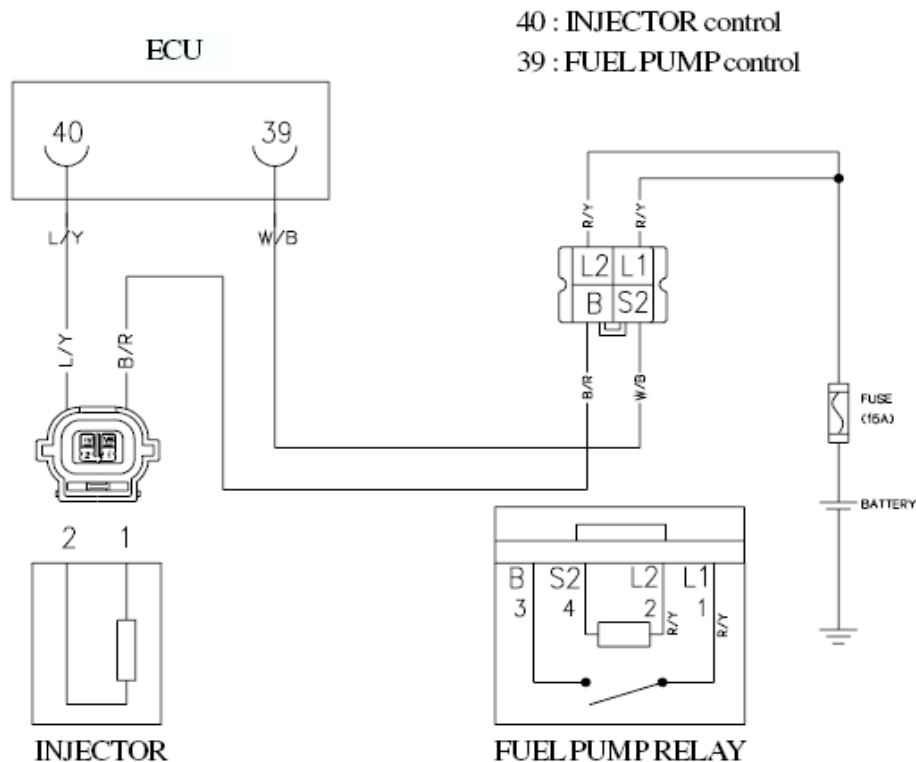 40 : INJECTOR control
ECU
39 : FUEL PUMP control
40 39
L/Y W/B
R/Y R/Y
L2 L1
B S2
L/Y B/R
B/R W/B
FUSE
(15A)
BATTERY
2 1
B S2 L2 L1
3 4 2 1
R/Y R/Y
INJECTOR
FUEL PUMP RELAY